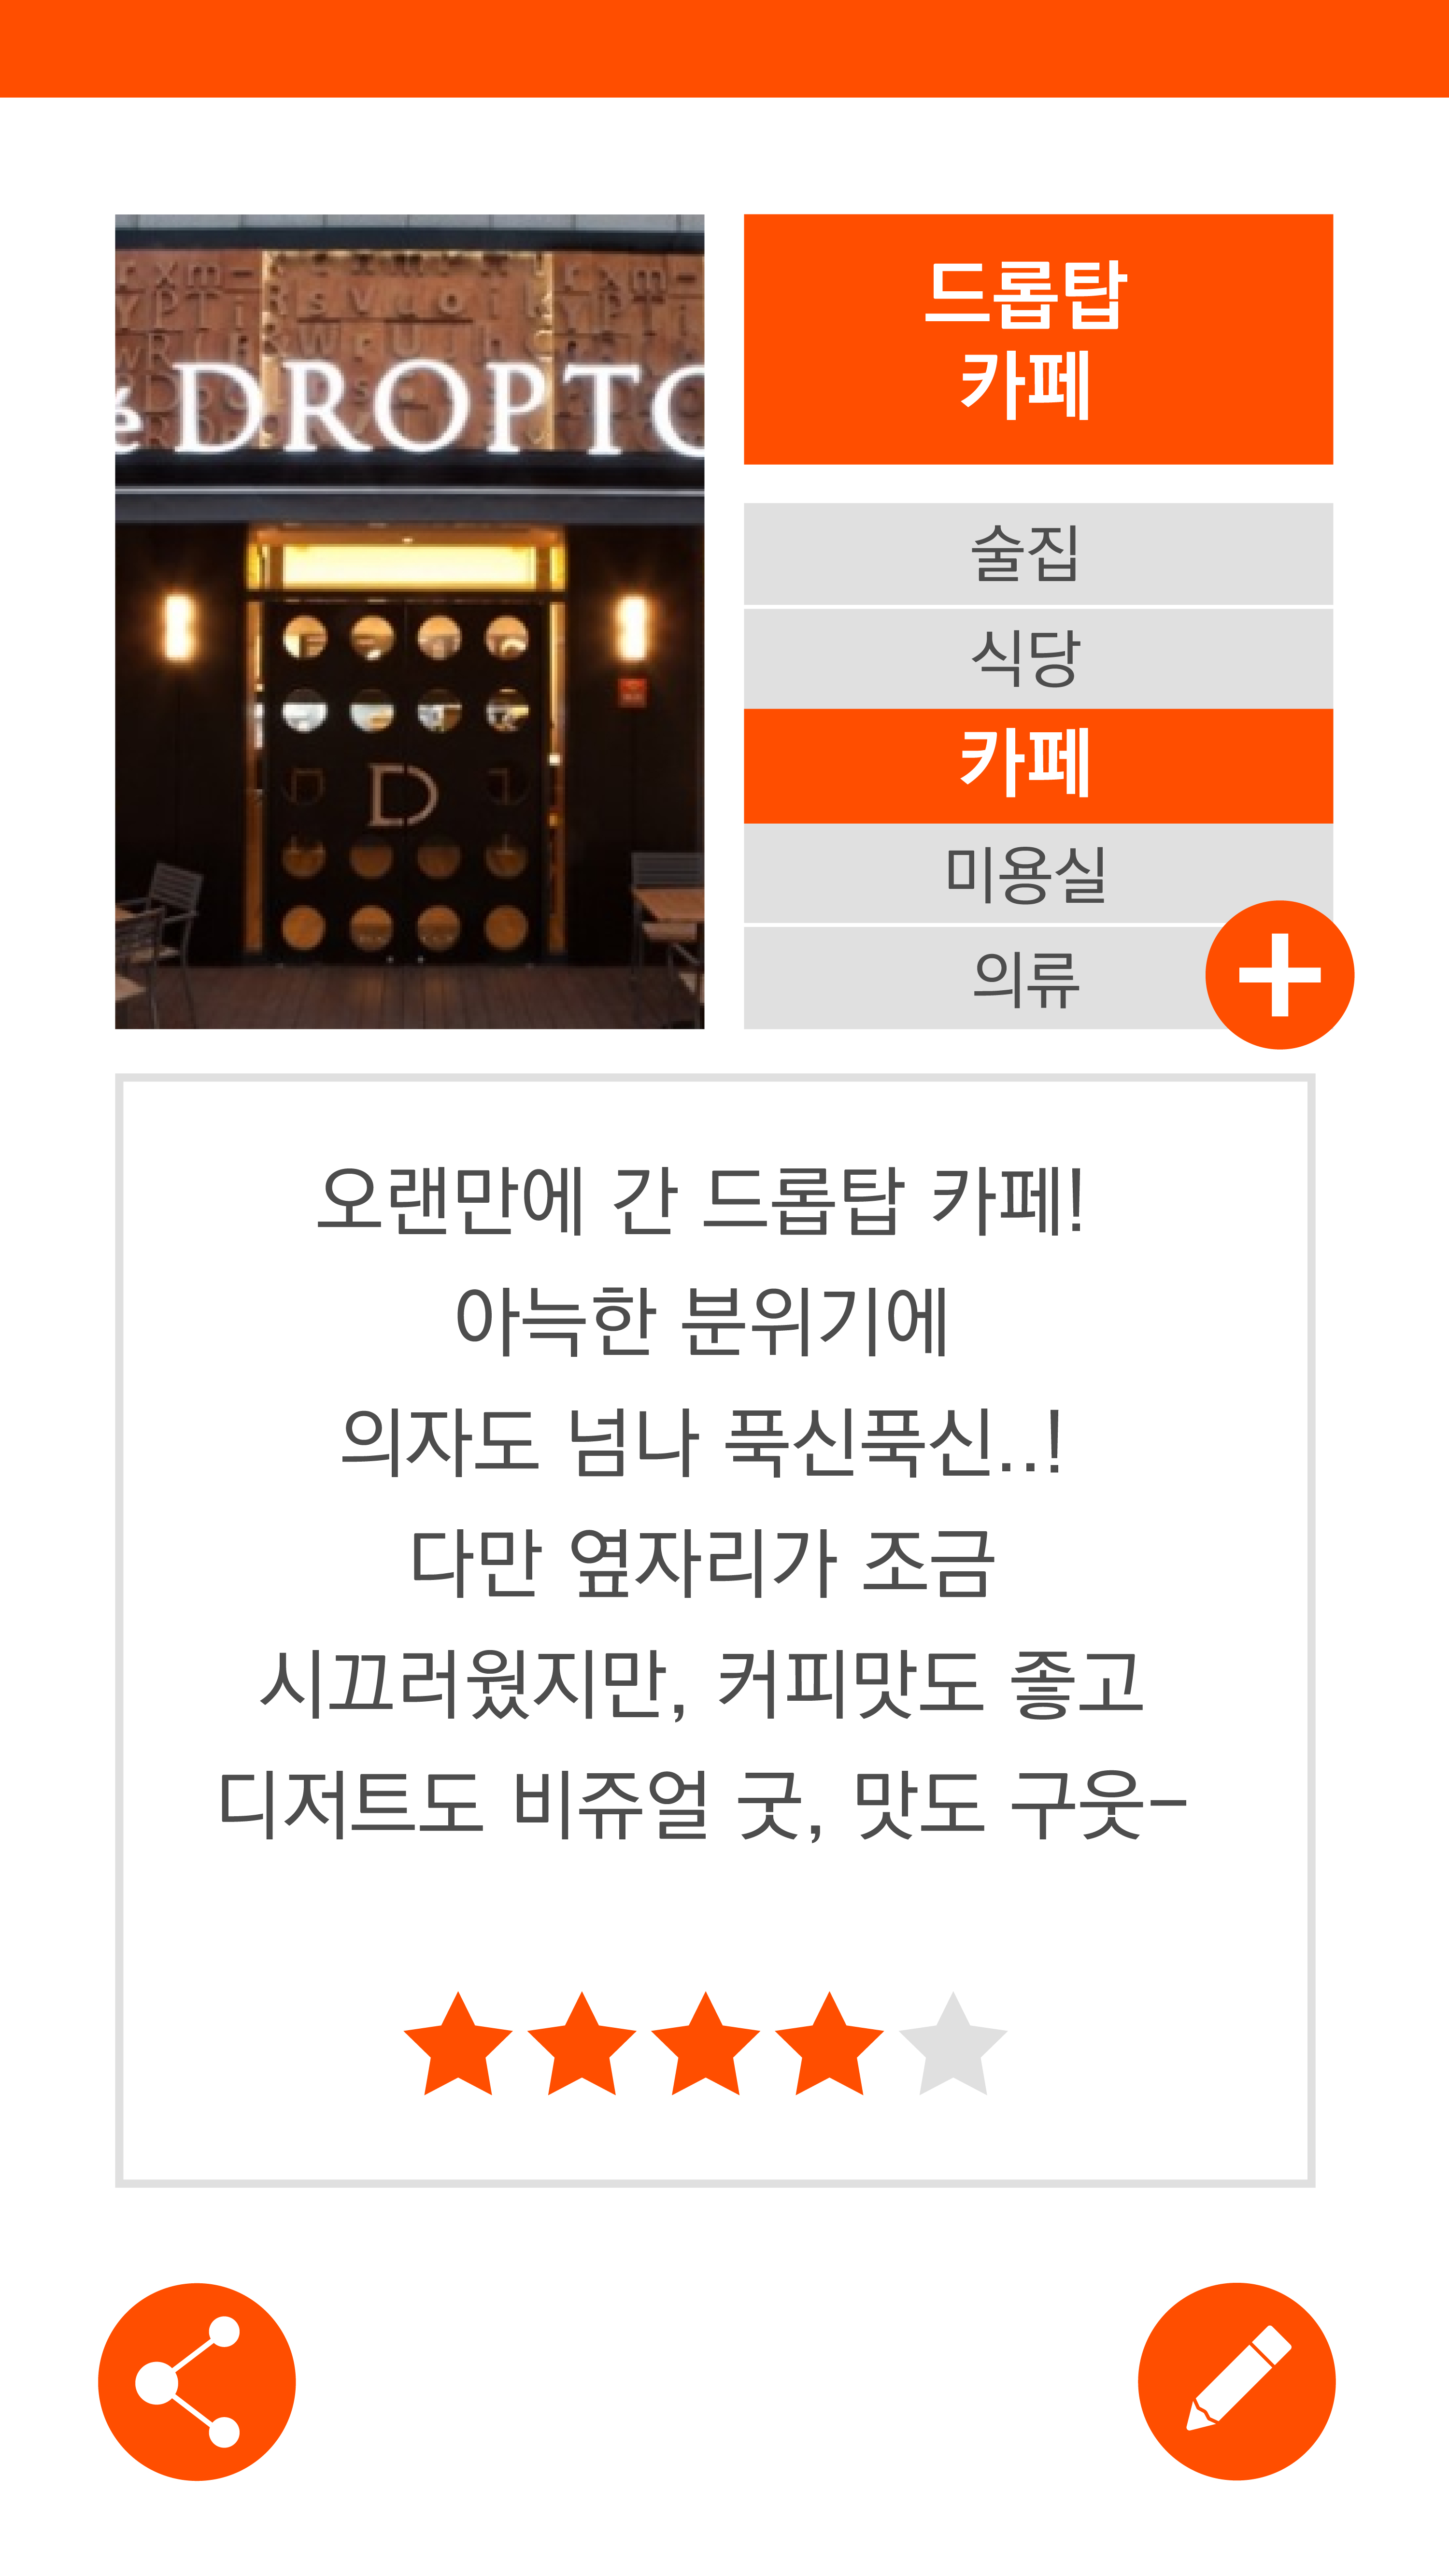 é DROPTO
D
드롭탑
카페
술집
식당
카페
미용실
의류
오랜만에 간 드롭탑 카페!
아늑한 분위기에
의자도 넘나 푹신푹신..!
다만 옆자리가 조금
시끄러웠지만, 커피맛도 좋고
디저트도 비쥬얼 굿, 맛도 구웃-